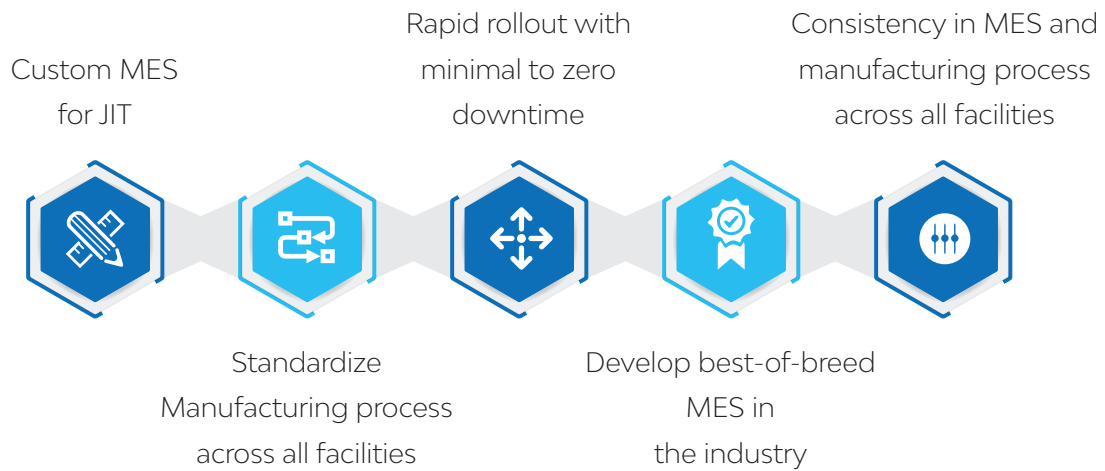 Custom MES
for JIT
Standardize
Manufacturing process
across all facilities
Rapid rollout with
minimal to zero
downtime
Develop best-of-breed
MES in
the industry
Consistency in MES and
manufacturing process
across all facilities